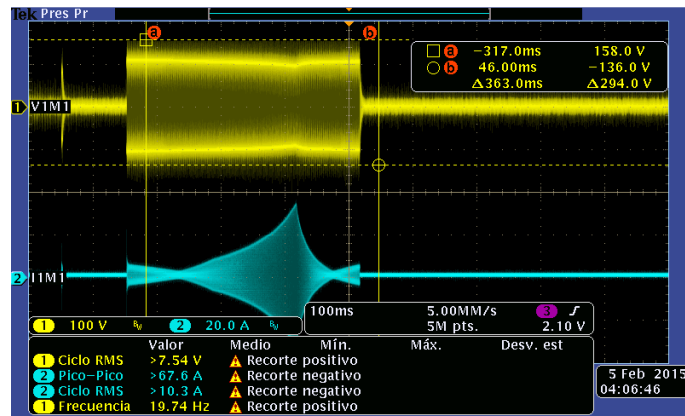 Tek Pres Pr
a
b
a −317.0ms 158.0 V
b 46.00ms −136.0 V
Δ363.0ms Δ294.0 V
1 V1M1
2 I1M1
1 100 V BW 2 20.0 A BW
100ms 5.00MM/s 3
5M pts. 2.10 V
Valor Medio Mín. Máx. Desv. est
1 Ciclo RMS >7.54 V Recorte positivo
2 Pico−Pico >67.6 A Recorte negativo
2 Ciclo RMS >10.3 A Recorte negativo
1 Frecuencia 19.74 Hz Recorte positivo
5 Feb 2015
04:06:46